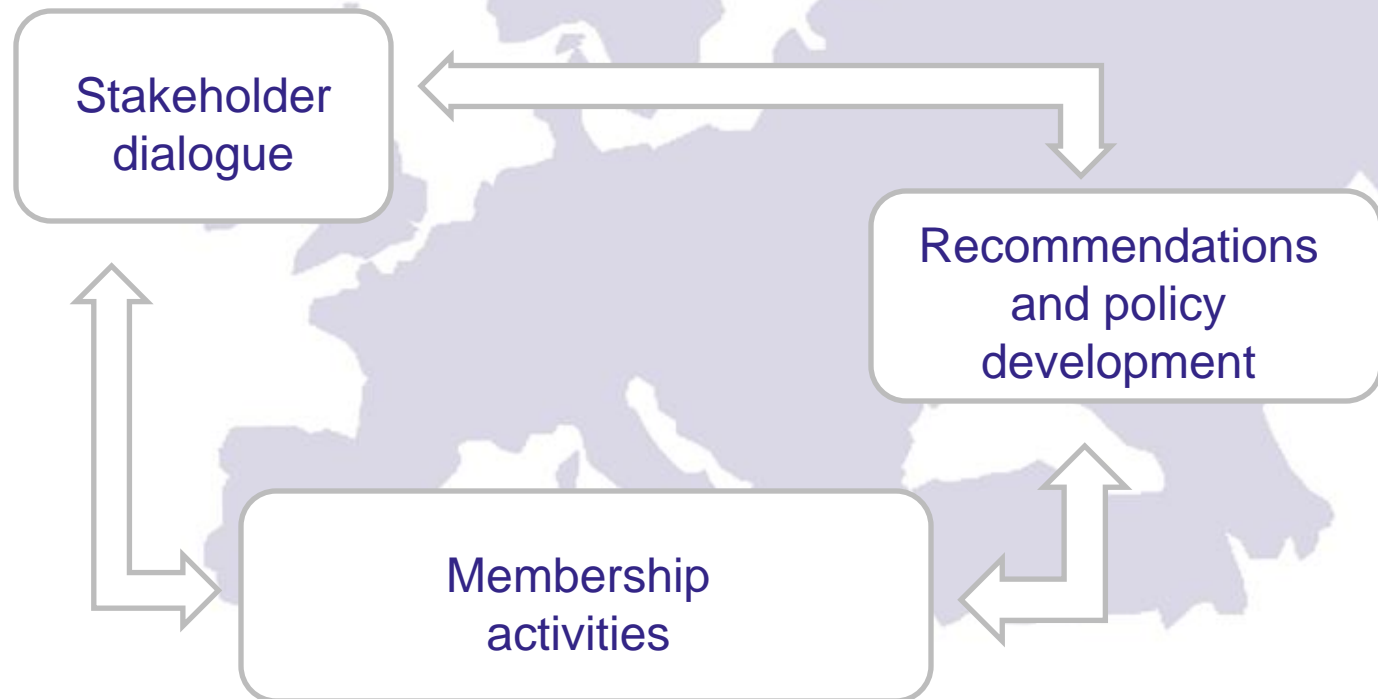 Stakeholder
dialogue
Recommendations
and policy
development
Membership
activities